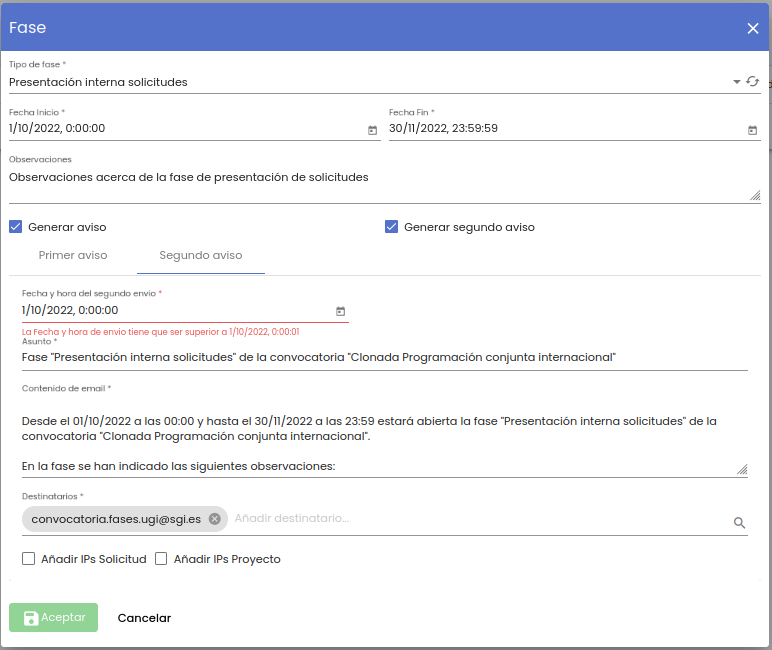 Fase
Tipo de fase *
Presentación interna solicitudes
Fecha Inicio *
Fecha Fin *
1/10/2022, 0:00:00
30/11/2022, 23:59:59
Observaciones
Observaciones acerca de la fase de presentación de solicitudes
Generar aviso
Generar segundo aviso
Primer aviso
Segundo aviso
Fecha y hora del segundo envio *
1/10/2022, 0:00:00
La Fecha y hora de envio tiene que ser superior a 1/10/2022, 0:00:01
Asunto *
Fase "Presentación interna solicitudes" de la convocatoria "Clonada Programación conjunta internacional"
Contenido de email *
Desde el 01/10/2022 a las 00:00 y hasta el 30/11/2022 a las 23:59 estará abierta la fase "Presentación interna solicitudes" de la
convocatoria "Clonada Programación conjunta internacional".
En la fase se han indicado las siguientes observaciones:
Destinatarios *
convocatoria.fases.ugi@sgi.es
Añadir destinatario...
Añadir IPs Solicitud
Añadir IPs Proyecto
Aceptar
Cancelar